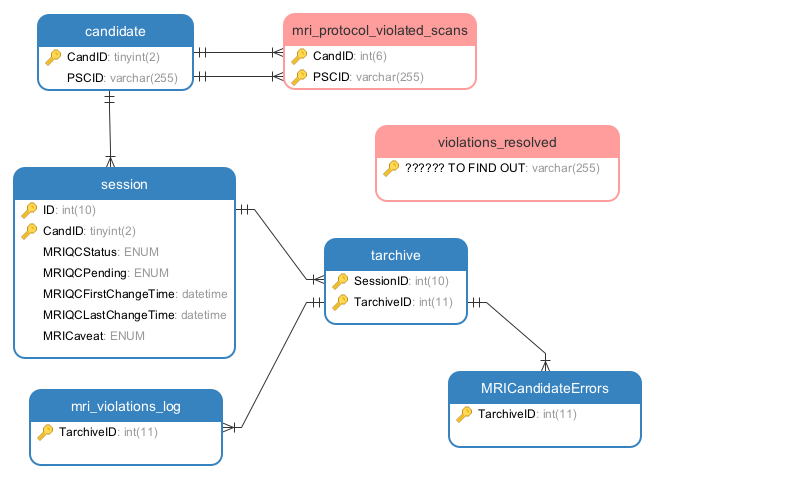 candidate
CandID: tinyint(2)
PSCID: varchar(255)
mri_protocol_violated_scans
CandID: int(6)
PSCID: varchar(255)
violations_resolved
?????? TO FIND OUT: varchar(255)
session
ID: int(10)
CandID: tinyint(2)
MRIQCStatus: ENUM
MRIQCPending: ENUM
MRIQCFirstChangeTime: datetime
MRIQCLastChangeTime: datetime
MRICaveat: ENUM
tarchive
SessionID: int(10)
TarchiveID: int(11)
mri_violations_log
TarchiveID: int(11)
MRICandidateErrors
TarchiveID: int(11)